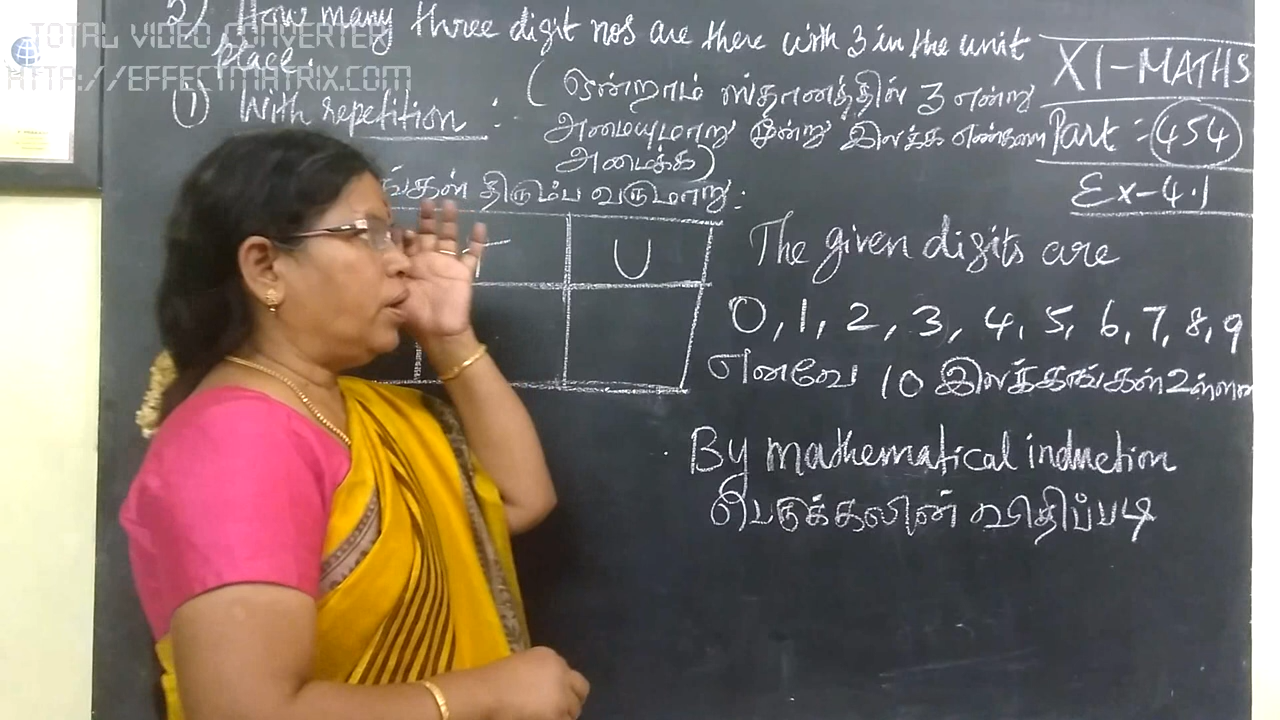 5) How many three digit nos are there with 3 in the unit
place.
TOTAL VIDEO CONVERTER
HTTP://EFFECTMATRIX.COM
(ஒன்றாம் ஸ்தானத்தில் 3 என்று
அமையுமாறு மூன்று இலக்க எண்களை
அமைக்க)
① With repetition :-
ங்கள் திரும்ப வருமாறு:
U
XI-MATHS
Part : 454
Ex-4.1
The given digits are
0, 1, 2, 3, 4, 5, 6, 7, 8, 9
எனவே 10 இலக்கங்கள் உள்ளன
By mathematical induction
பெருக்கலின் விதிப்படி